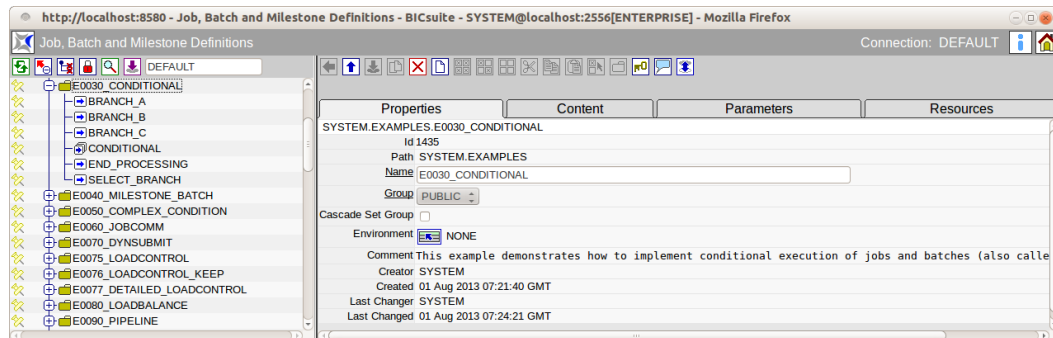 http://localhost:8580 - Job, Batch and Milestone Definitions - BICsuite - SYSTEM@localhost:2556[ENTERPRISE] - Mozilla Firefox
Job, Batch and Milestone Definitions
Connection: DEFAULT
DEFAULT
E0030_CONDITIONAL
BRANCH_A
BRANCH_B
BRANCH_C
CONDITIONAL
END_PROCESSING
SELECT_BRANCH
E0040_MILESTONE_BATCH
E0050_COMPLEX_CONDITION
E0060_JOBCOMM
E0070_DYNSUBMIT
E0075_LOADCONTROL
E0076_LOADCONTROL_KEEP
E0077_DETAILED_LOADCONTROL
E0080_LOADBALANCE
E0090_PIPELINE
Properties Content Parameters Resources
SYSTEM.EXAMPLES.E0030_CONDITIONAL
Id 1435
Path SYSTEM.EXAMPLES
Name E0030_CONDITIONAL
Group PUBLIC
Cascade Set Group
Environment NONE
Comment This example demonstrates how to implement conditional execution of jobs and batches (also calle
Creator SYSTEM
Created 01 Aug 2013 07:21:40 GMT
Last Changer SYSTEM
Last Changed 01 Aug 2013 07:24:21 GMT